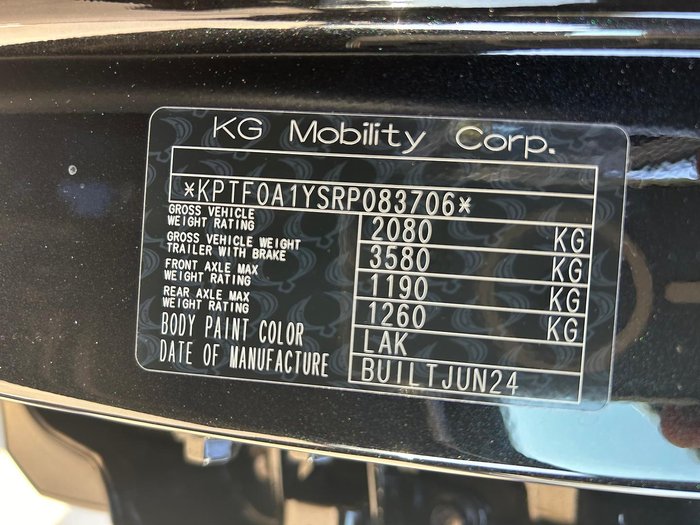 KG Mobility Corp.
*KPTF0A1YSRP083706*
GROSS VEHICLE
WEIGHT RATING 2080 KG
GROSS VEHICLE WEIGHT
TRAILER WITH BRAKE 3580 KG
FRONT AXLE MAX
WEIGHT RATING 1190 KG
REAR AXLE MAX
WEIGHT RATING 1260 KG
BODY PAINT COLOR LAK
DATE OF MANUFACTURE BUILTJUN24